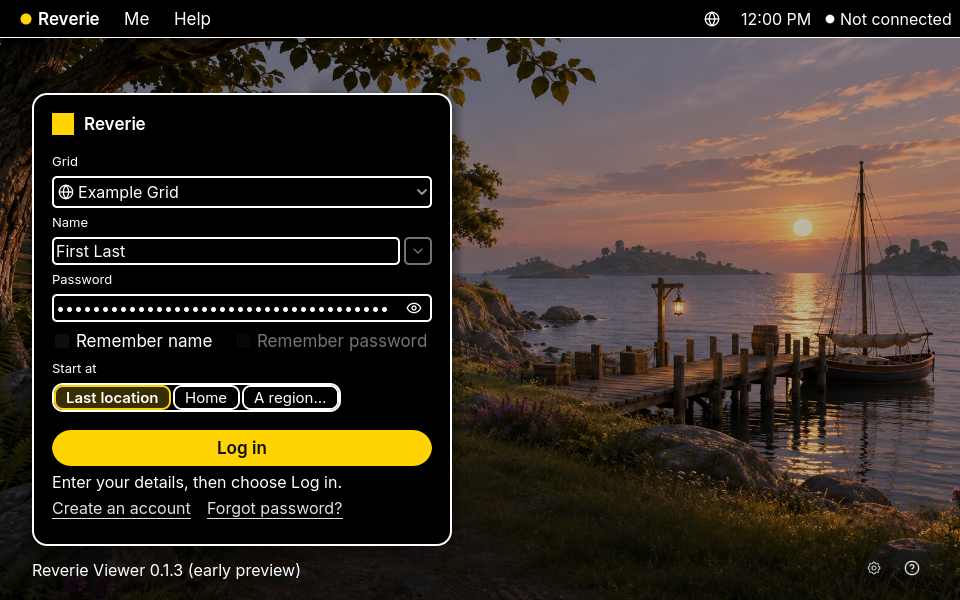 Reverie Me Help 12:00 PM Not connected
Reverie
Grid
Example Grid
Name
First Last
Password
Remember name Remember password
Start at
Last location Home A region...
Log in
Enter your details, then choose Log in.
Create an account Forgot password?
Reverie Viewer 0.1.3 (early preview)